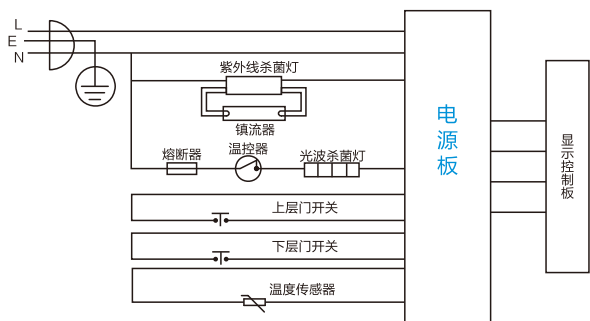 L
E
N
紫外线杀菌灯
镇流器
熔断器
温控器
光波杀菌灯
上层门开关
下层门开关
温度传感器
电源板
显示控制板